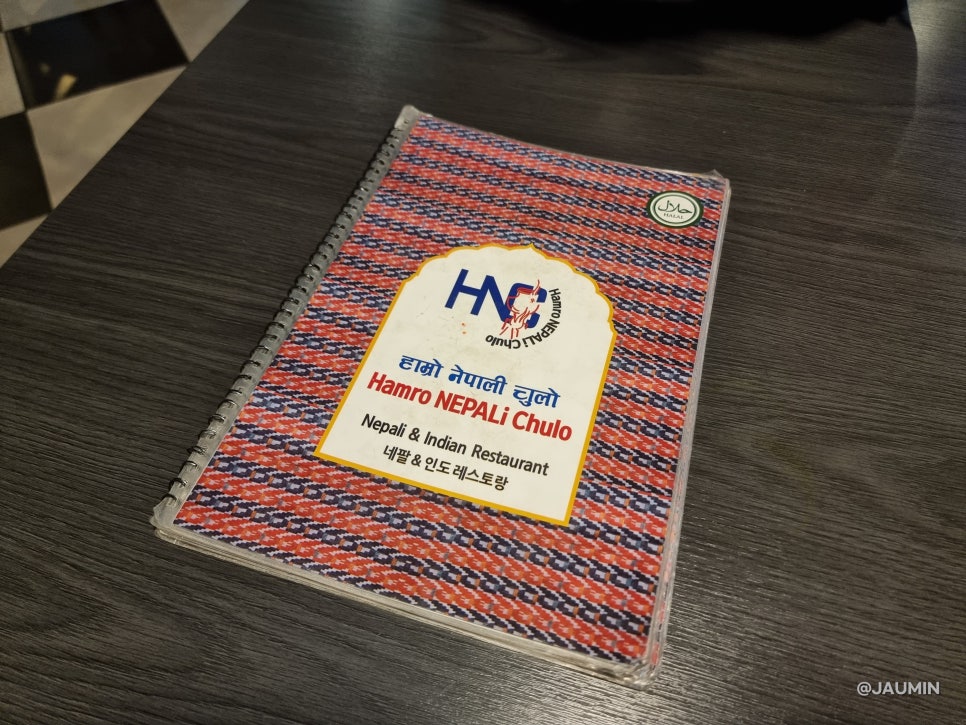 حلال
HALAL
HNC
Hamro NEPALi Chulo
हाम्रो नेपाली चुलो
Hamro NEPALi Chulo
Nepali & Indian Restaurant
네팔 & 인도 레스토랑
@JAUMIN